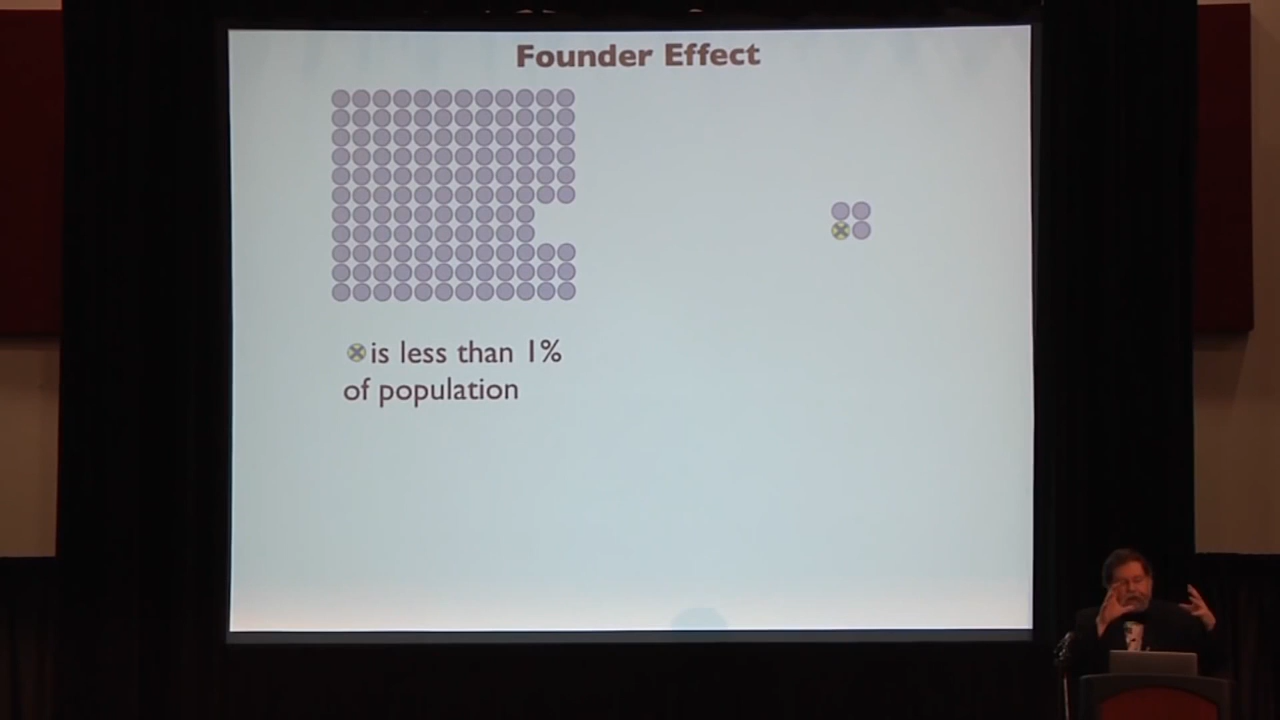 Founder Effect
is less than 1%
of population